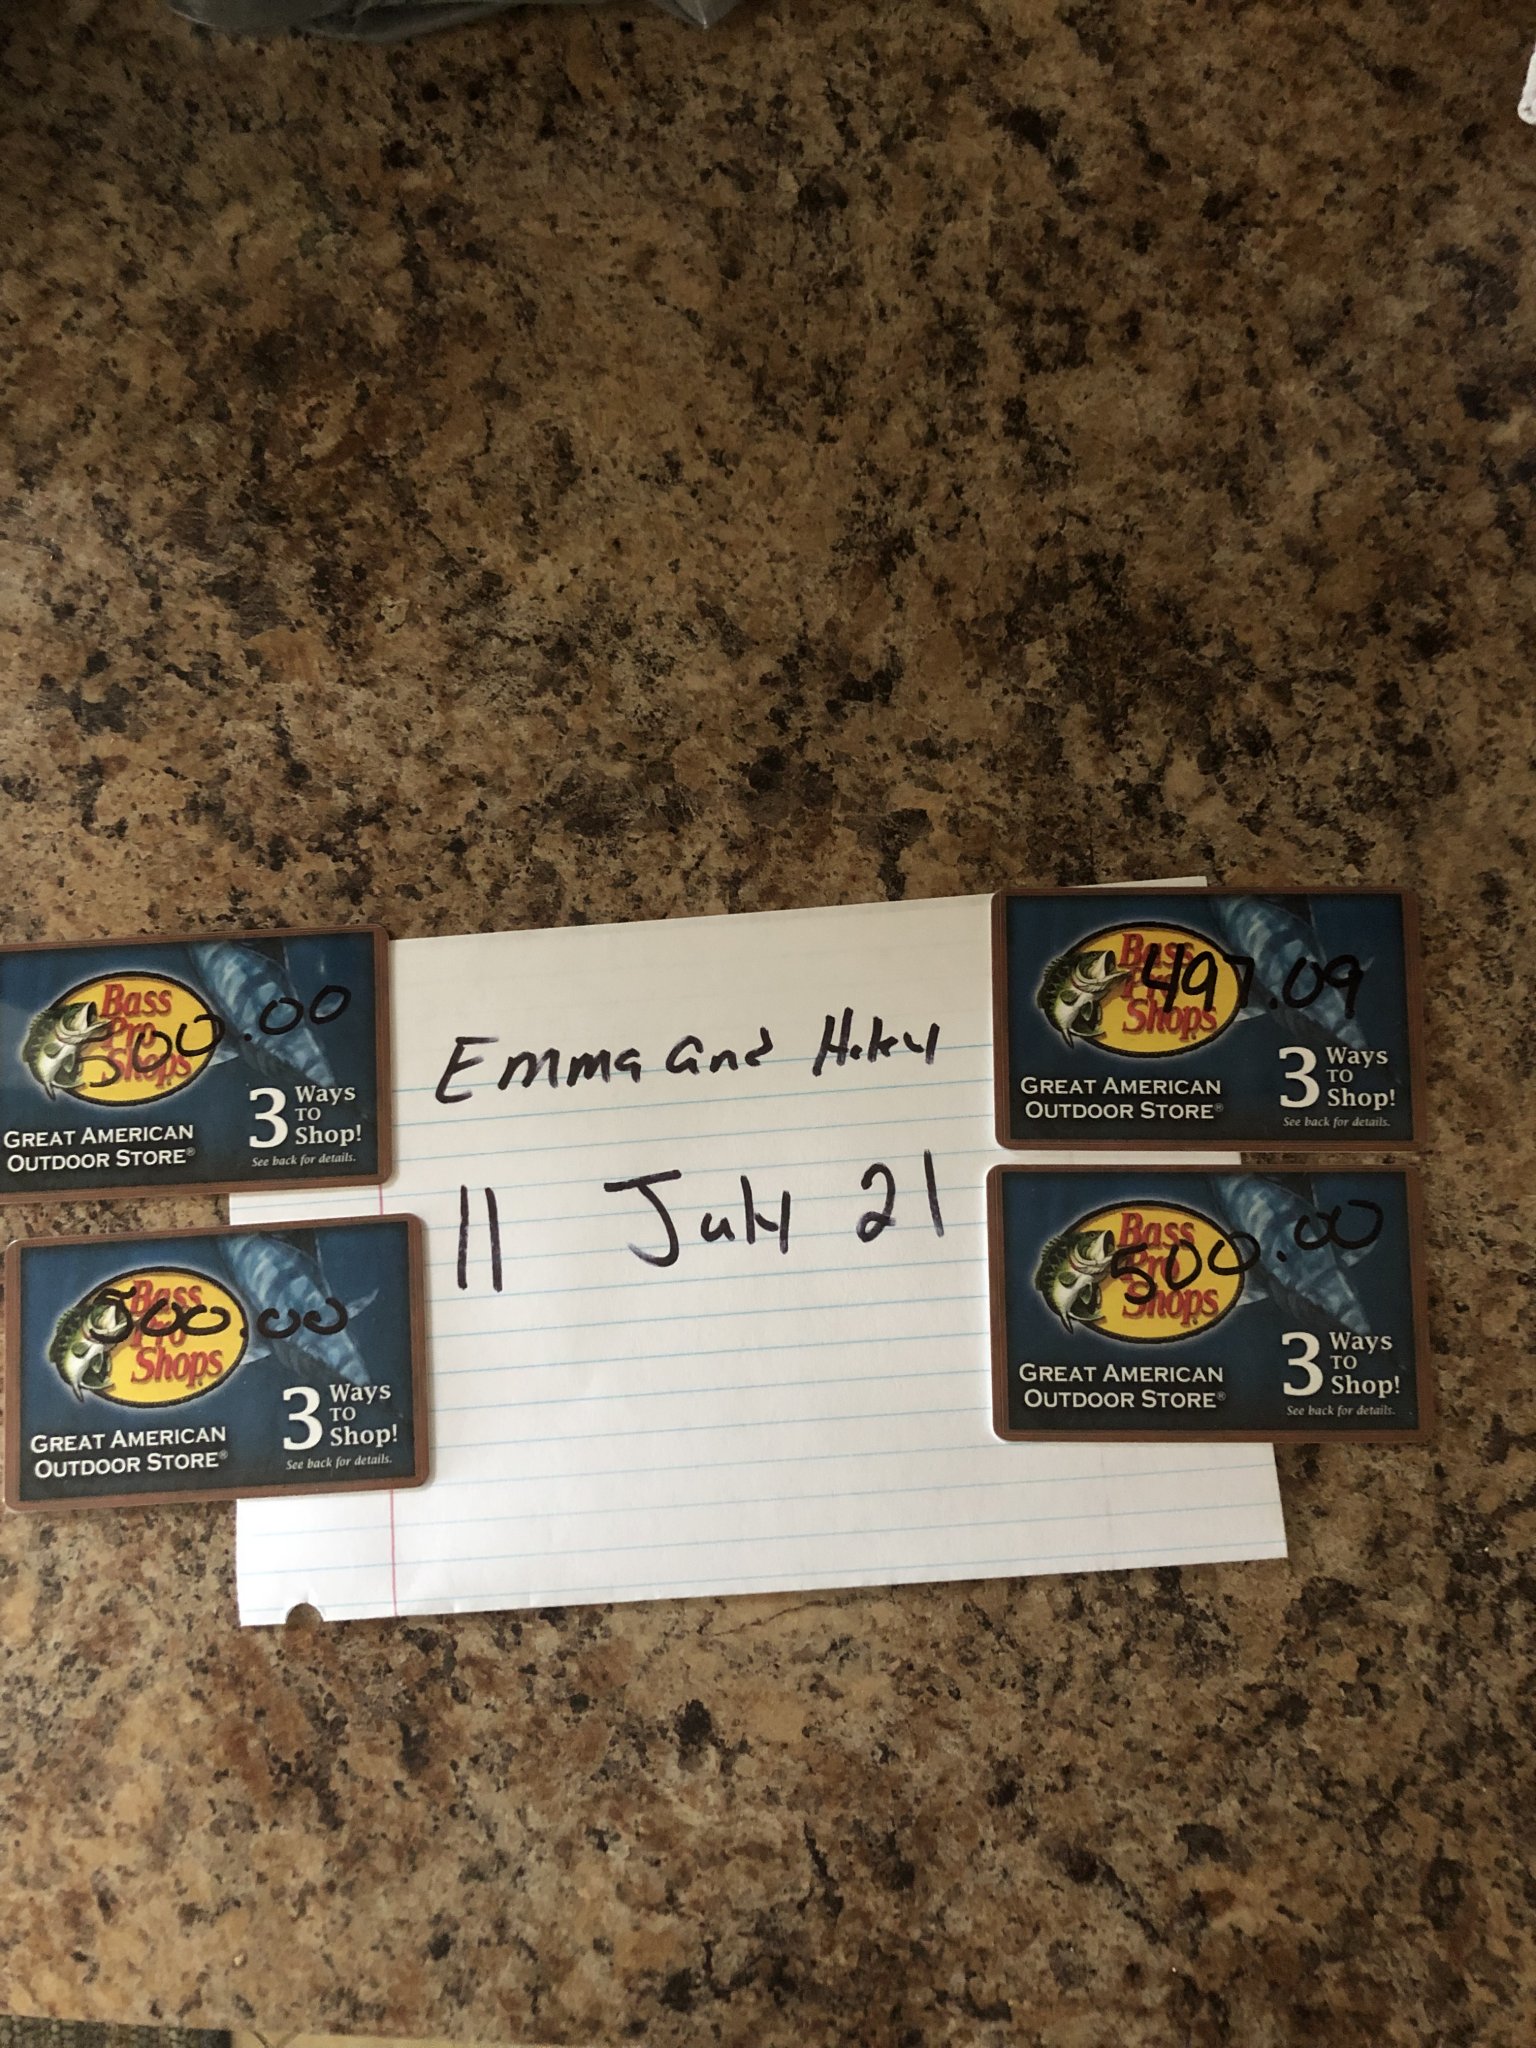 Bass
Pro
Shops
500.00
GREAT AMERICAN
OUTDOOR STORE®
3 Ways
TO
Shop!
See back for details.
Bass
Pro
Shops
500.00
GREAT AMERICAN
OUTDOOR STORE®
3 Ways
TO
Shop!
See back for details.
Emma and
11 July 21
Bass
Pro
Shops
497.09
GREAT AMERICAN
OUTDOOR STORE®
3 Ways
TO
Shop!
See back for details.
Bass
Pro
Shops
500.00
GREAT AMERICAN
OUTDOOR STORE®
3 Ways
TO
Shop!
See back for details.